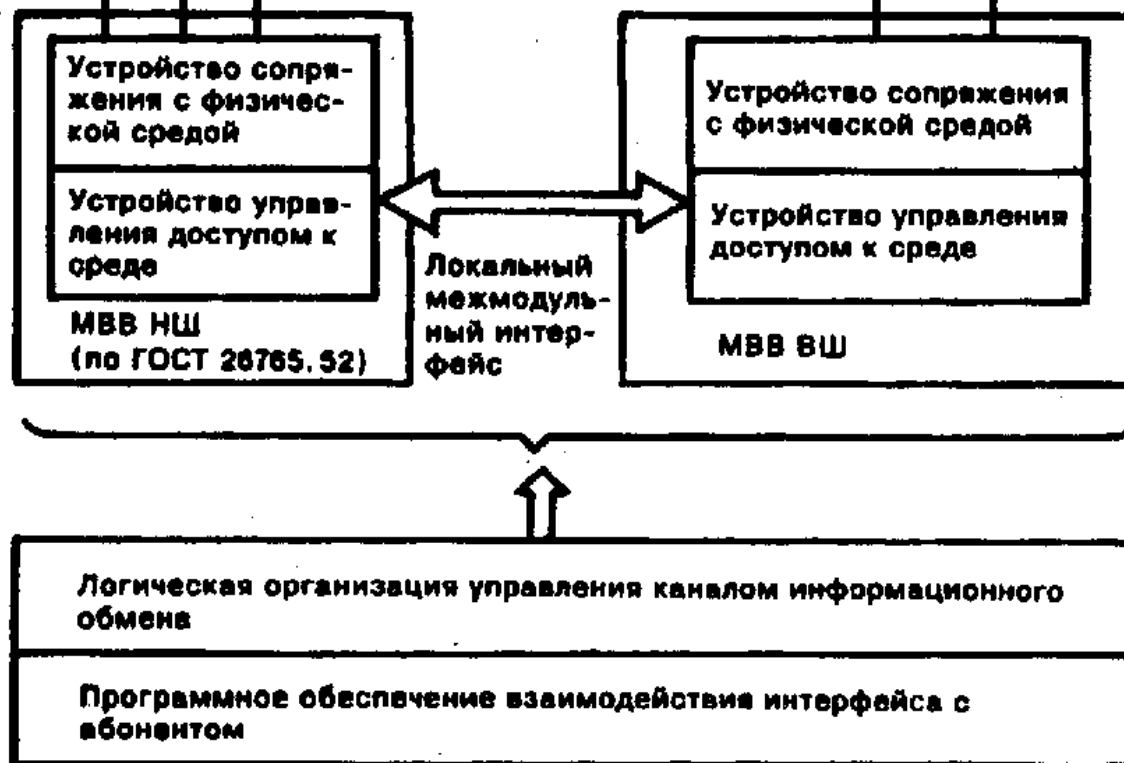 Устройство сопря-
жения с физичес-
кой средой
Устройство управ-
ления доступом к
среде
МВВ НШ
(по ГОСТ 26765.52)
Локальный
межмодуль-
ный интер-
фейс
Устройство сопряжения
с физической средой
Устройство управления
доступом к среде
МВВ ВШ
Логическая организация управления каналом информационного
обмена
Программное обеспечение взаимодействия интерфейса с
абонентом